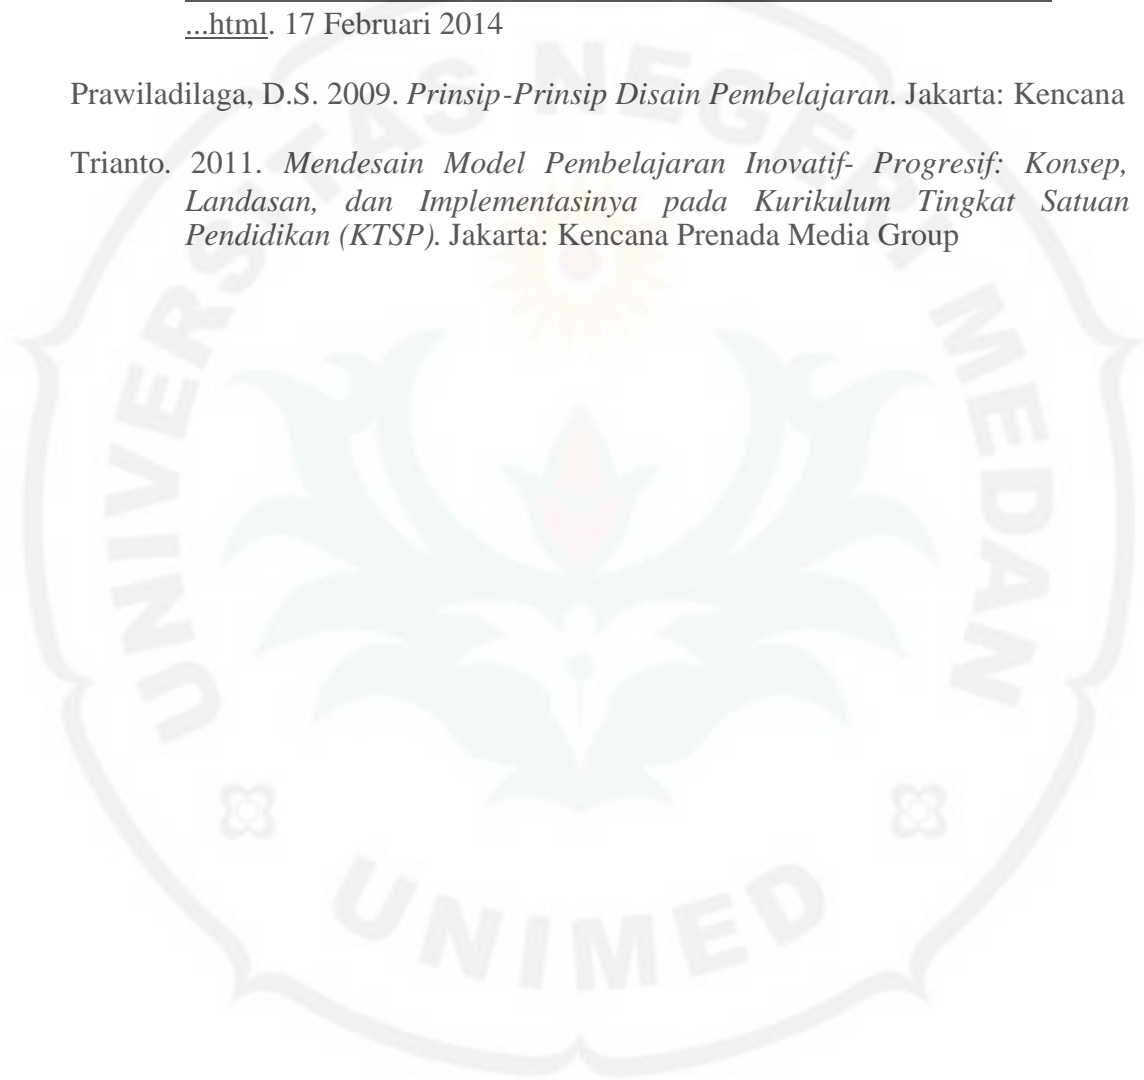 ...html. 17 Februari 2014
Prawiladilaga, D.S. 2009. Prinsip-Prinsip Disain Pembelajaran. Jakarta: Kencana
Trianto. 2011. Mendesain Model Pembelajaran Inovatif- Progresif: Konsep,
Landasan, dan Implementasinya pada Kurikulum Tingkat Satuan
Pendidikan (KTSP). Jakarta: Kencana Prenada Media Group
UNIVERSITAS NEGERI MEDAN
UNIMED